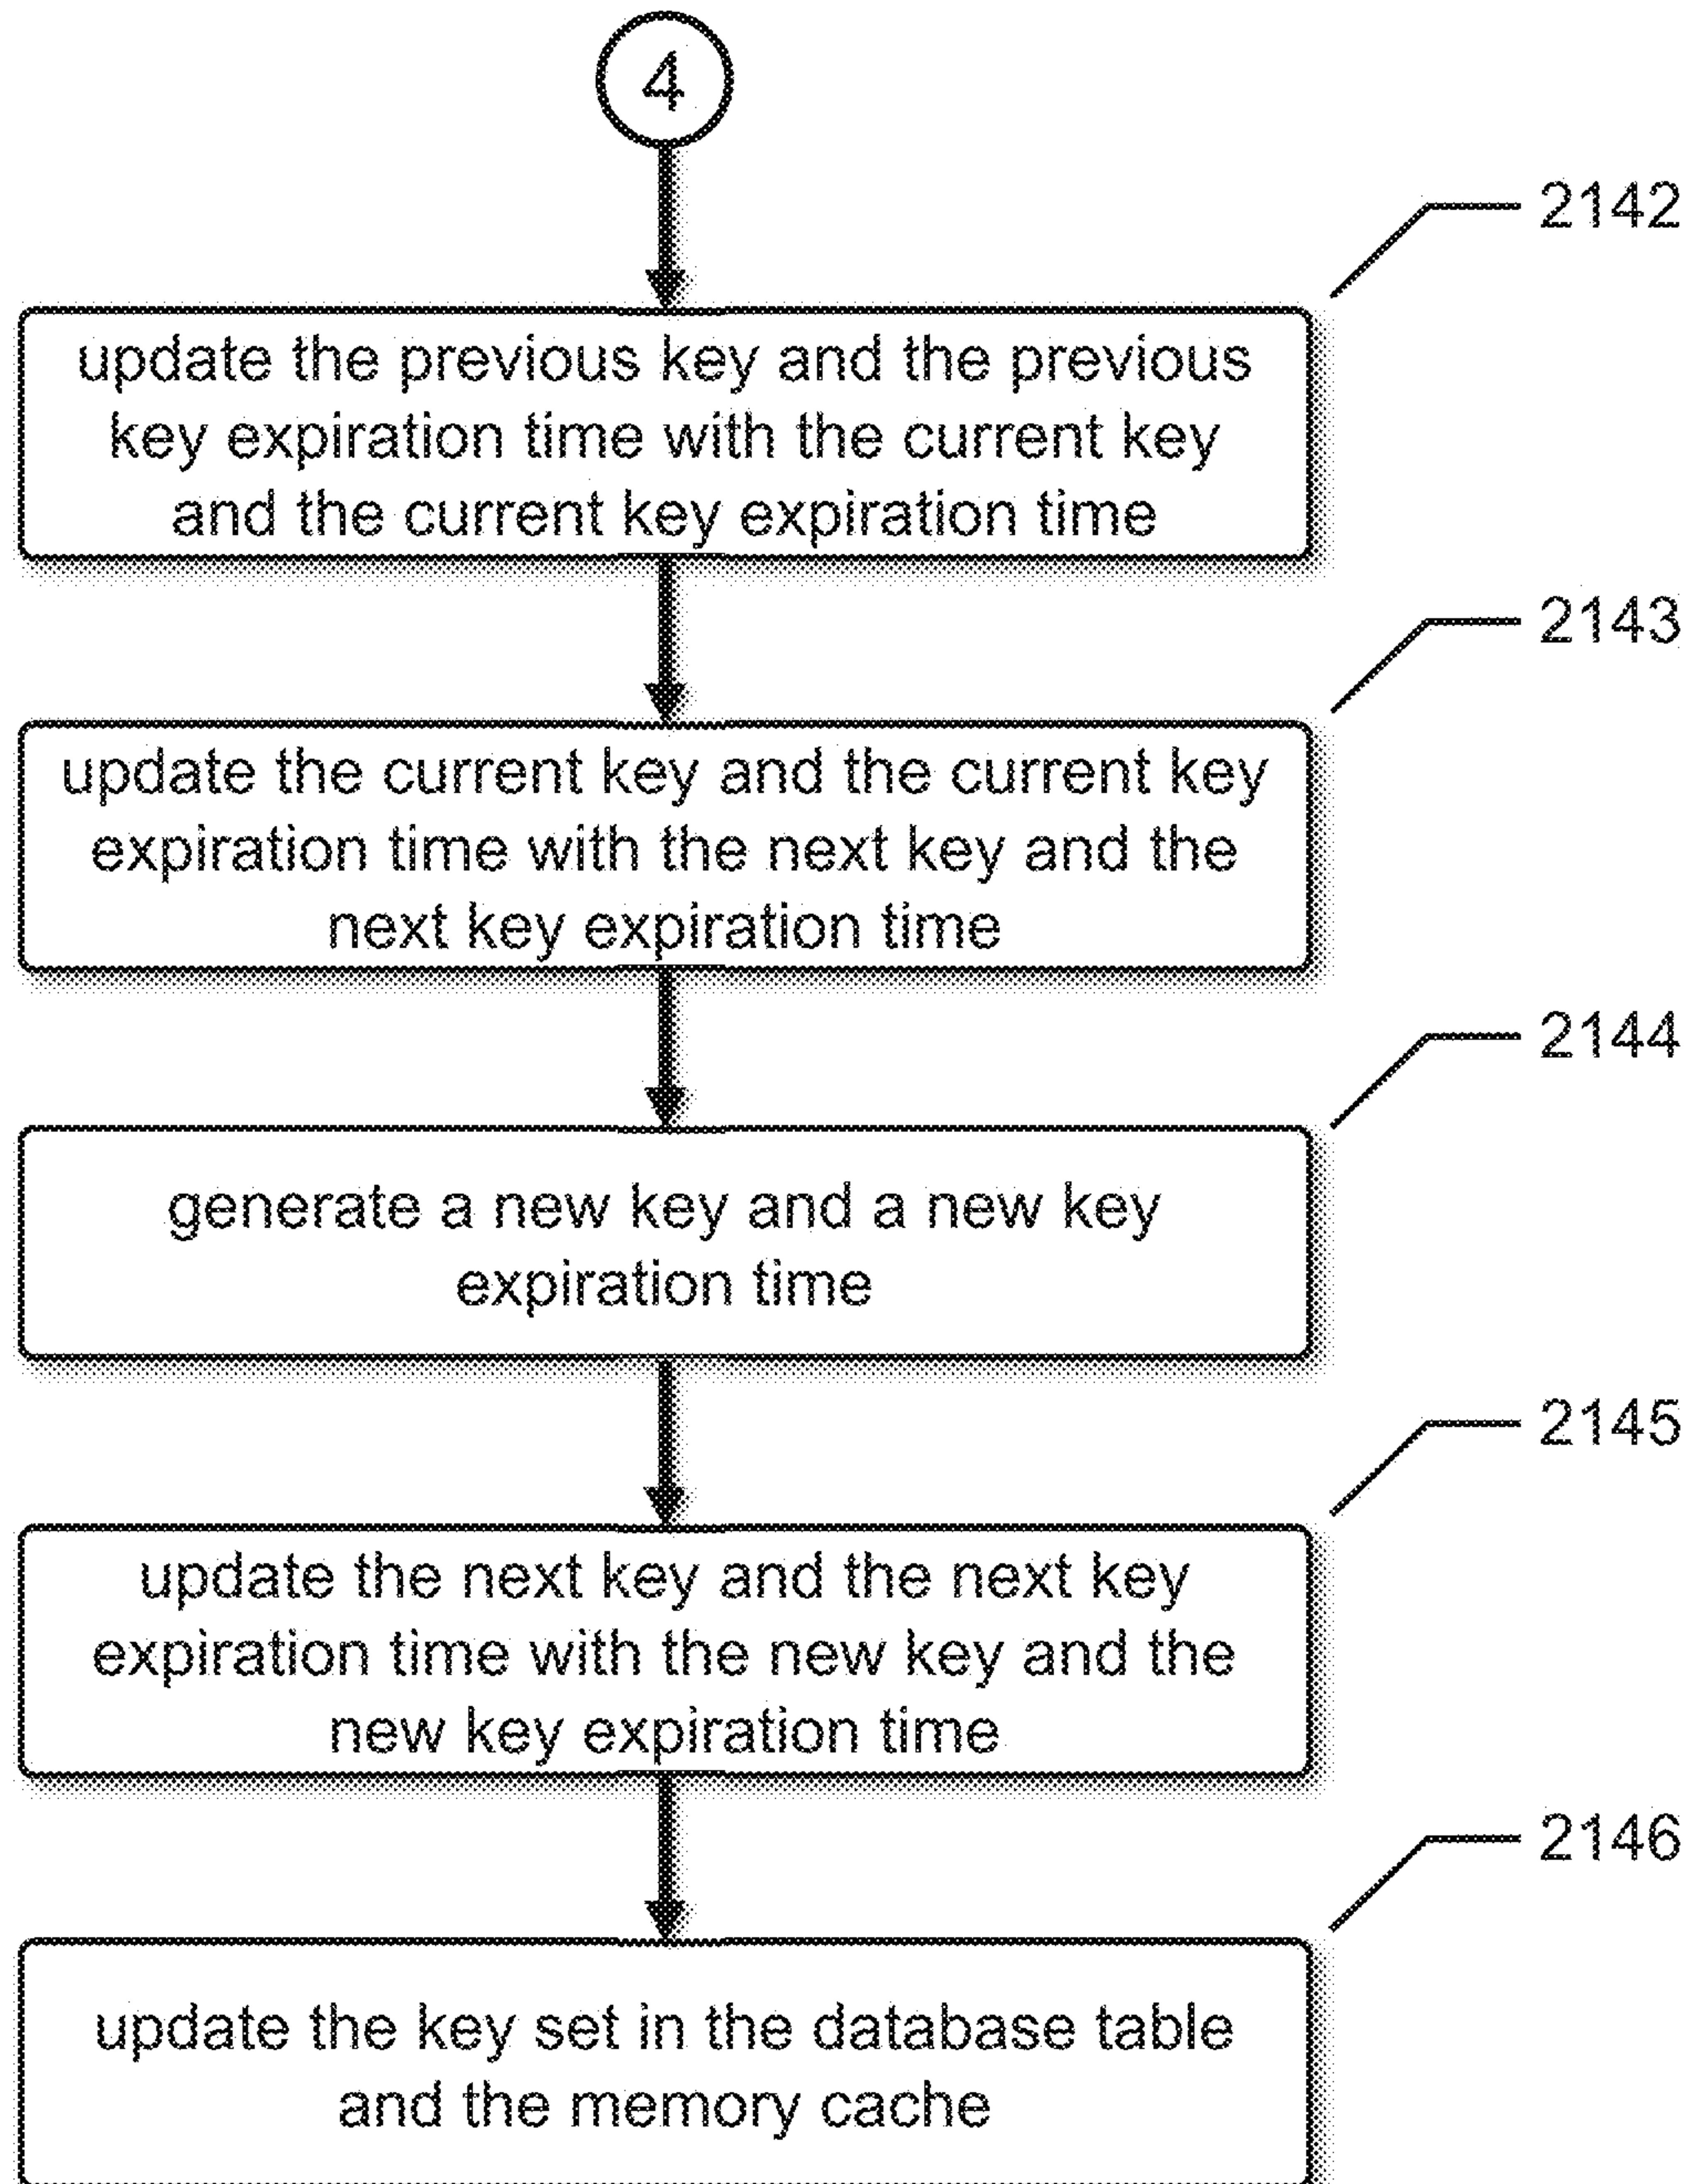 4
2142
update the previous key and the previous
key expiration time with the current key
and the current key expiration time
2143
update the current key and the current key
expiration time with the next key and the
next key expiration time
2144
generate a new key and a new key
expiration time
2145
update the next key and the next key
expiration time with the new key and the
new key expiration time
2146
update the key set in the database table
and the memory cache